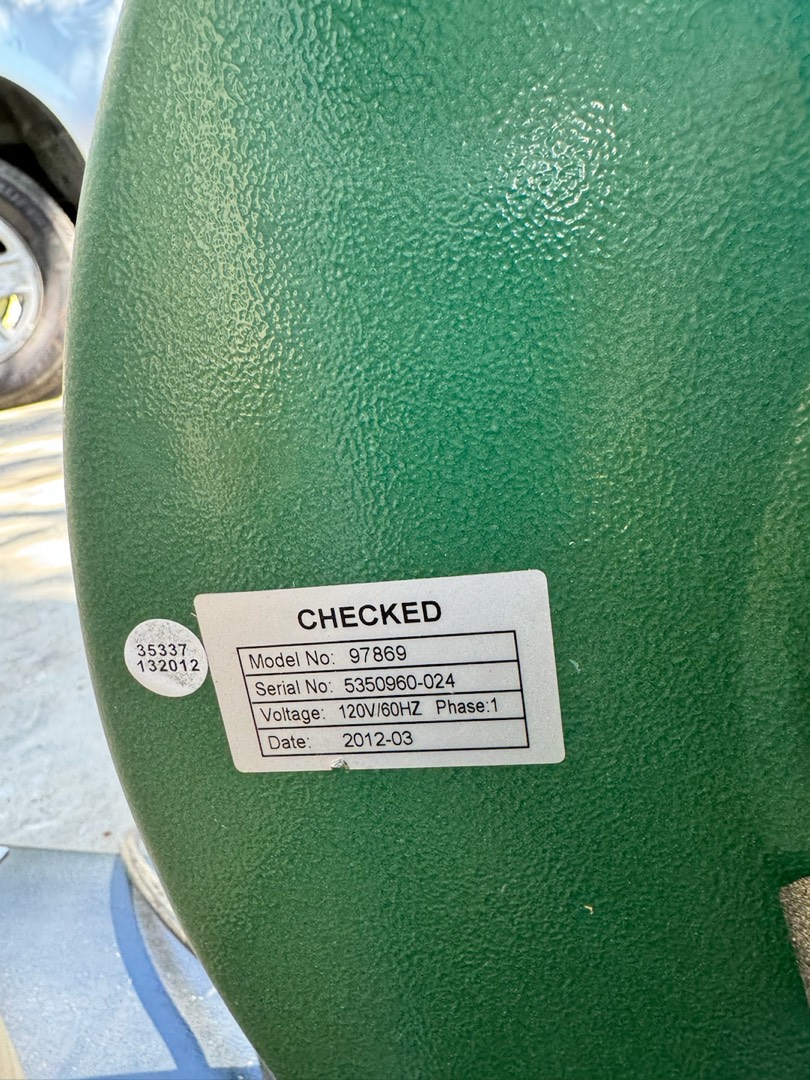 CHECKED
Model No: 97869
Serial No: 5350960-024
Voltage: 120V/60HZ Phase:1
Date: 2012-03
35337
132012